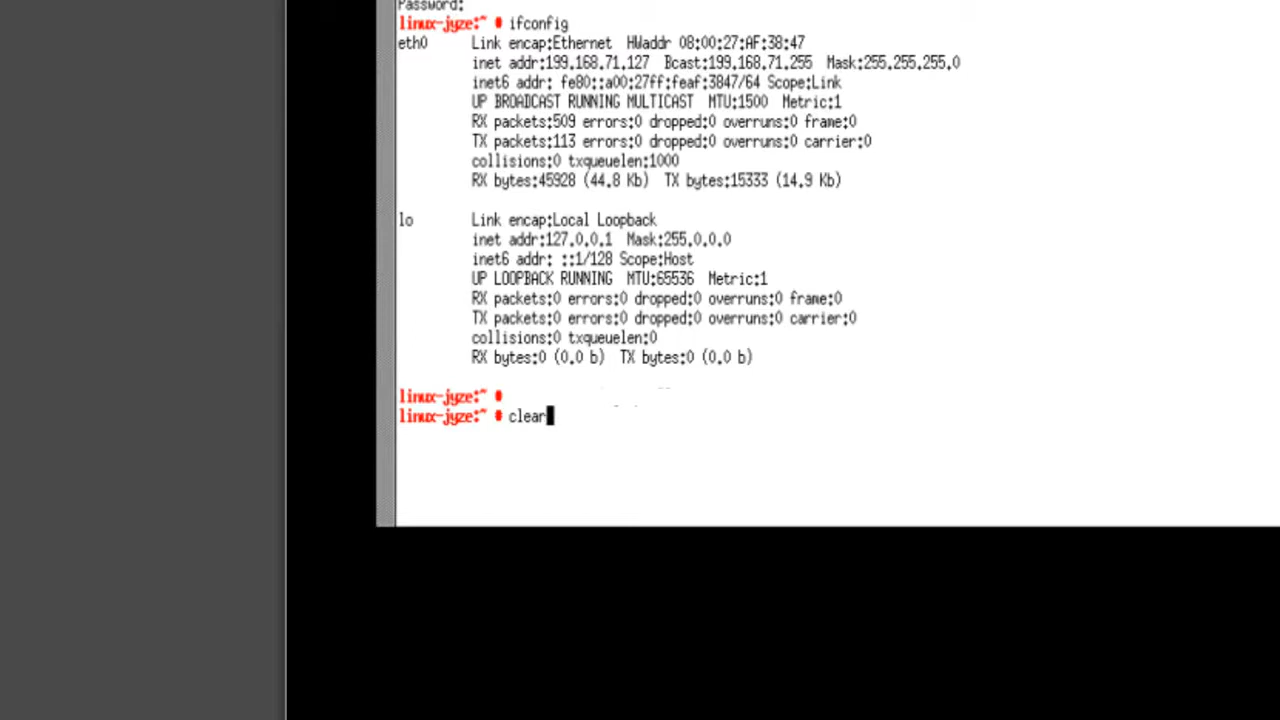 Password:
linux-jyze:~ # ifconfig
eth0 Link encap:Ethernet HWaddr 08:00:27:AF:38:47
inet addr:199.168.71.127 Bcast:199.168.71.255 Mask:255.255.255.0
inet6 addr: fe80::a00:27ff:feaf:3847/64 Scope:Link
UP BROADCAST RUNNING MULTICAST MTU:1500 Metric:1
RX packets:509 errors:0 dropped:0 overruns:0 frame:0
TX packets:113 errors:0 dropped:0 overruns:0 carrier:0
collisions:0 txqueuelen:1000
RX bytes:45928 (44.8 Kb) TX bytes:15333 (14.9 Kb)
lo Link encap:Local Loopback
inet addr:127.0.0.1 Mask:255.0.0.0
inet6 addr: ::1/128 Scope:Host
UP LOOPBACK RUNNING MTU:65536 Metric:1
RX packets:0 errors:0 dropped:0 overruns:0 frame:0
TX packets:0 errors:0 dropped:0 overruns:0 carrier:0
collisions:0 txqueuelen:0
RX bytes:0 (0.0 b) TX bytes:0 (0.0 b)
linux-jyze:~ #
linux-jyze:~ # clear